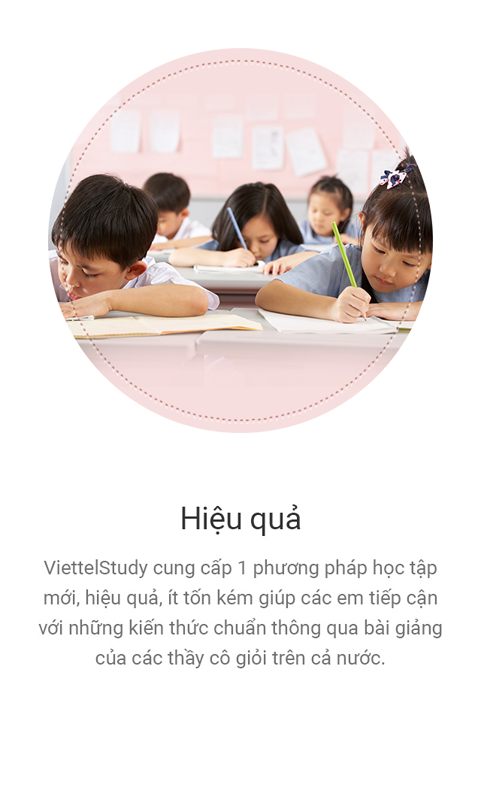 Hiệu quả
ViettelStudy cung cấp 1 phương pháp học tập
mới, hiệu quả, ít tốn kém giúp các em tiếp cận
với những kiến thức chuẩn thông qua bài giảng
của các thầy cô giỏi trên cả nước.